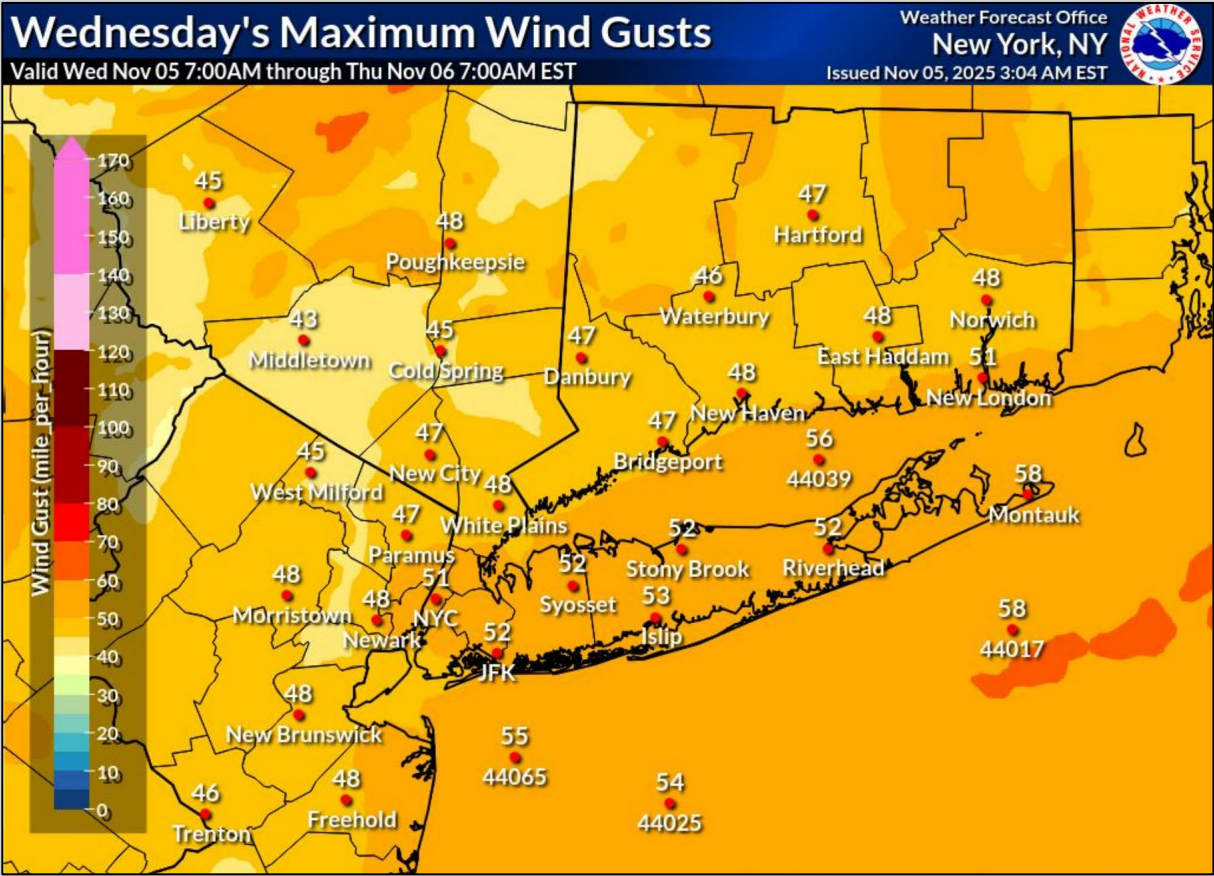 Wednesday's Maximum Wind Gusts
Valid Wed Nov 05 7:00AM through Thu Nov 06 7:00AM EST
Weather Forecast Office
New York, NY
Issued Nov 05, 2025 3:04 AM EST
NATIONAL WEATHER SERVICE
Wind Gust (mile_per_hour)
170
160
150
140
130
120
110
100
90
80
70
60
50
40
30
20
10
0
45
Liberty
48
Poughkeepsie
47
Hartford
46
Waterbury
48
Norwich
43
Middletown
45
Cold Spring
47
Danbury
48
East Haddam
51
New London
48
New Haven
47
Bridgeport
56
44039
47
New City
45
West Milford
48
White Plains
58
Montauk
47
Paramus
52
Stony Brook
52
Riverhead
48
Morristown
48
Newark
51
NYC
52
Syosset
53
Islip
52
JFK
58
44017
48
New Brunswick
55
44065
54
44025
46
Trenton
48
Freehold